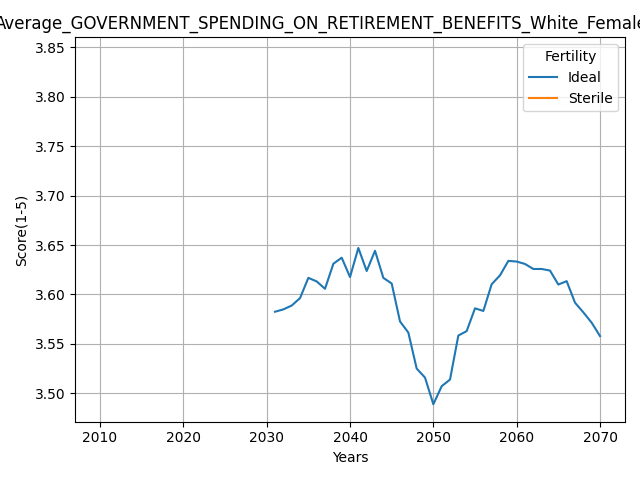 Average_GOVERNMENT_SPENDING_ON_RETIREMENT_BENEFITS_White_Female
Fertility
Ideal
Sterile
3.85
3.80
3.75
3.70
3.65
3.60
3.55
3.50
Score(1-5)
2010 2020 2030 2040 2050 2060 2070
Years